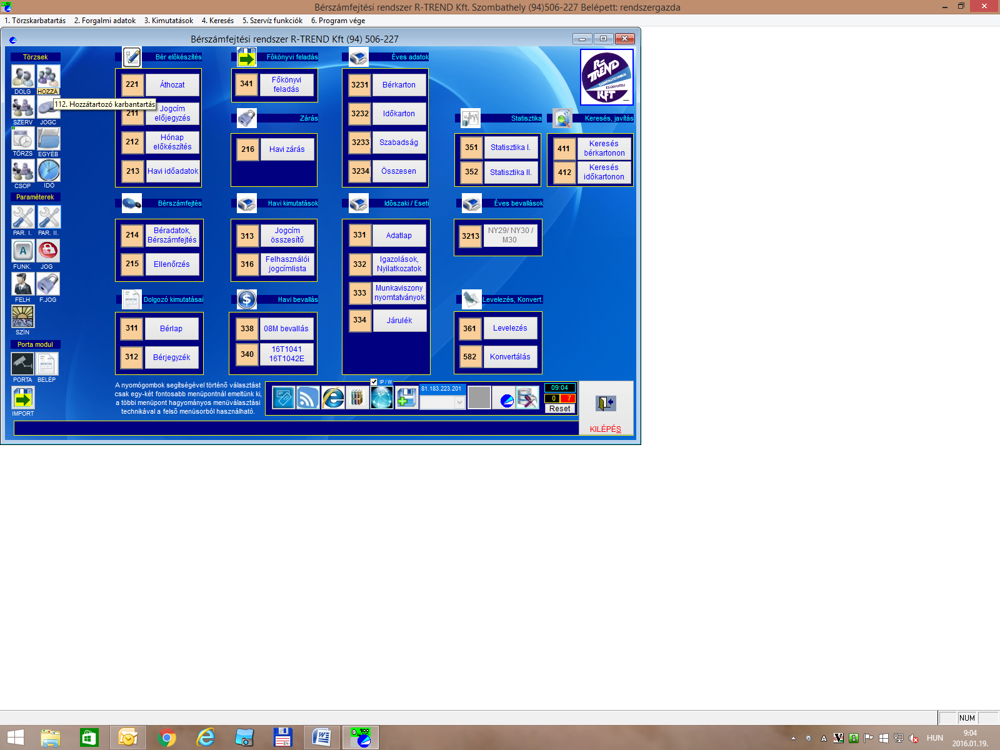 Bérszámfejtési rendszer R-TREND Kft. Szombathely (94)506-227 Belépett: rendszergazda
1. Törzskarbatartás 2. Forgalmi adatok 3. Kimutatások 4. Keresés 5. Szervíz funkciók 6. Program vége
Bérszámfejtési rendszer R-TREND Kft (94) 506-227
Törzsek
DOLG HOZZÁ
112. Hozzátartozó karbantartás
SZERV JOGC
TÖRZS EGYÉB
CSOP IDŐ
Paraméterek
PAR. I. PAR. II.
FUNK. JOG
FELH F.JOG
SZÍN
Porta modul
PORTA BELÉP
IMPORT
Bér előkészítés
221 Áthozat
211 Jogcím
előjegyzés
212 Hónap
előkészítés
213 Havi időadatok
Főkönyvi feladás
341 Főkönyvi
feladás
Zárás
216 Havi zárás
Éves adatok
3231 Bérkarton
3232 Időkarton
3233 Szabadság
3234 Összesen
R-TREND
SZÁMÍTÁSTECHNIKAI
ÉS ÜGYVITELI
KFT
Statisztika
351 Statisztika I.
352 Statisztika II.
Keresés, javítás
411 Keresés
bérkartonon
412 Keresés
időkartonon
Bérszámfejtés
214 Béradatok,
Bérszámfejtés
215 Ellenőrzés
Havi kimutatások
313 Jogcím
összesítő
316 Felhasználói
jogcímlista
Időszaki / Eseti
331 Adatlap
332 Igazolások,
Nyilatkozatok
333 Munkaviszony
nyomtatványok
334 Járulék
Éves bevallások
3213 NY29/ NY30 /
M30
Dolgozó kimutatásai
311 Bérlap
312 Bérjegyzék
Havi bevallás
338 08M bevallás
340 16T1041
16T1042E
Levelezés, Konvert.
361 Levelezés
582 Konvertálás
A nyomógombok segítségével történő választást
csak egy-két fontosabb menüpontnál emeltünk ki,
a többi menüpont hagyományos menüválasztási
technikával a felső menüsorból használható.
IP / W
81.183.223.201
09:04
0 7
Reset
KILÉPÉS
NUM
HUN
9:04
2016.01.19.